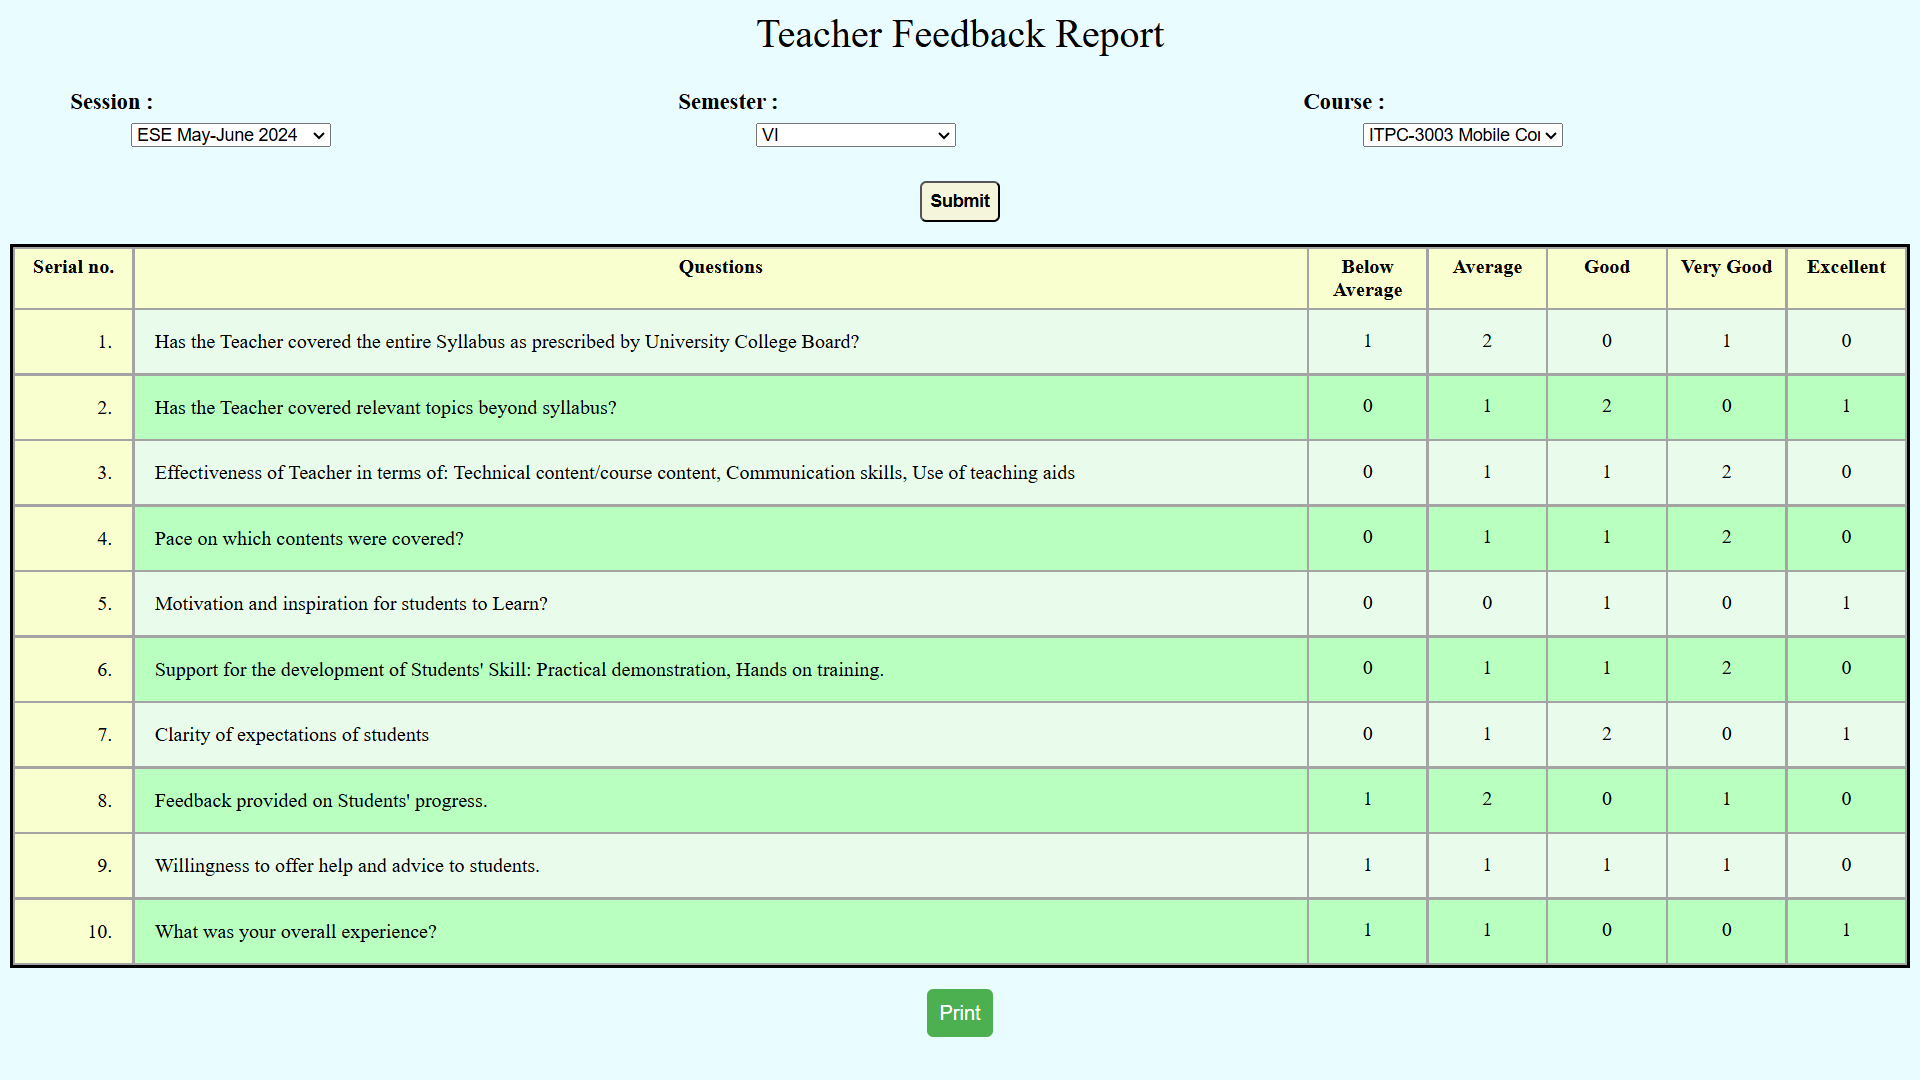 Teacher Feedback Report
Session : Semester : Course :
ESE May-June 2024 VI ITPC-3003 Mobile Co
Submit
Serial no. Questions Below Average Average Good Very Good Excellent
1. Has the Teacher covered the entire Syllabus as prescribed by University College Board? 1 2 0 1 0
2. Has the Teacher covered relevant topics beyond syllabus? 0 1 2 0 1
3. Effectiveness of Teacher in terms of: Technical content/course content, Communication skills, Use of teaching aids 0 1 1 2 0
4. Pace on which contents were covered? 0 1 1 2 0
5. Motivation and inspiration for students to Learn? 0 0 1 0 1
6. Support for the development of Students' Skill: Practical demonstration, Hands on training. 0 1 1 2 0
7. Clarity of expectations of students 0 1 2 0 1
8. Feedback provided on Students' progress. 1 2 0 1 0
9. Willingness to offer help and advice to students. 1 1 1 1 0
10. What was your overall experience? 1 1 0 0 1
Print